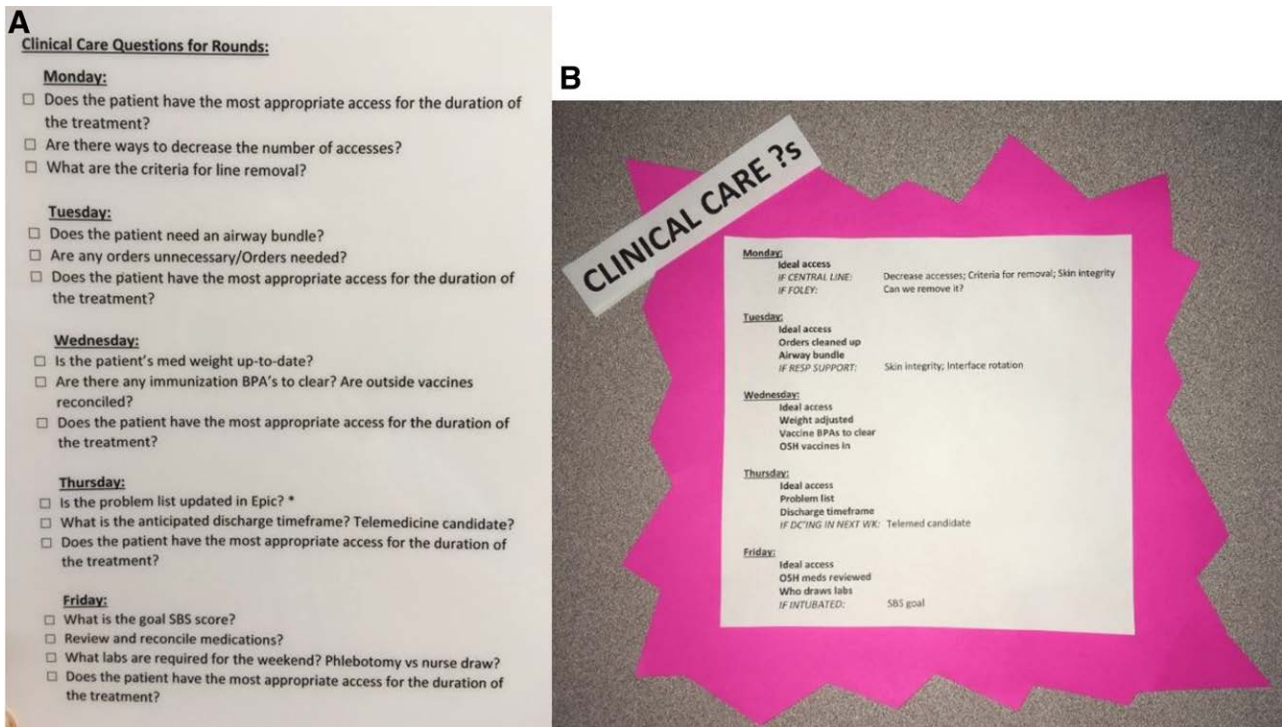 A
Clinical Care Questions for Rounds:
Monday:
☐ Does the patient have the most appropriate access for the duration of
the treatment?
☐ Are there ways to decrease the number of accesses?
☐ What are the criteria for line removal?
Tuesday:
☐ Does the patient need an airway bundle?
☐ Are any orders unnecessary/Orders needed?
☐ Does the patient have the most appropriate access for the duration of
the treatment?
Wednesday:
☐ Is the patient's med weight up-to-date?
☐ Are there any immunization BPA's to clear? Are outside vaccines
reconciled?
☐ Does the patient have the most appropriate access for the duration of
the treatment?
Thursday:
☐ Is the problem list updated in Epic? *
☐ What is the anticipated discharge timeframe? Telemedicine candidate?
☐ Does the patient have the most appropriate access for the duration of
the treatment?
Friday:
☐ What is the goal SBS score?
☐ Review and reconcile medications?
☐ What labs are required for the weekend? Phlebotomy vs nurse draw?
☐ Does the patient have the most appropriate access for the duration of
the treatment?
B
CLINICAL CARE ?s
Monday:
Ideal access
IF CENTRAL LINE: Decrease accesses; Criteria for removal; Skin integrity
IF FOLEY: Can we remove it?
Tuesday:
Ideal access
Orders cleaned up
Airway bundle
IF RESP SUPPORT: Skin integrity; Interface rotation
Wednesday:
Ideal access
Weight adjusted
Vaccine BPAs to clear
OSH vaccines in
Thursday:
Ideal access
Problem list
Discharge timeframe
IF DC'ING IN NEXT WK: Telemed candidate
Friday:
Ideal access
OSH meds reviewed
Who draws labs
IF INTUBATED: SBS goal